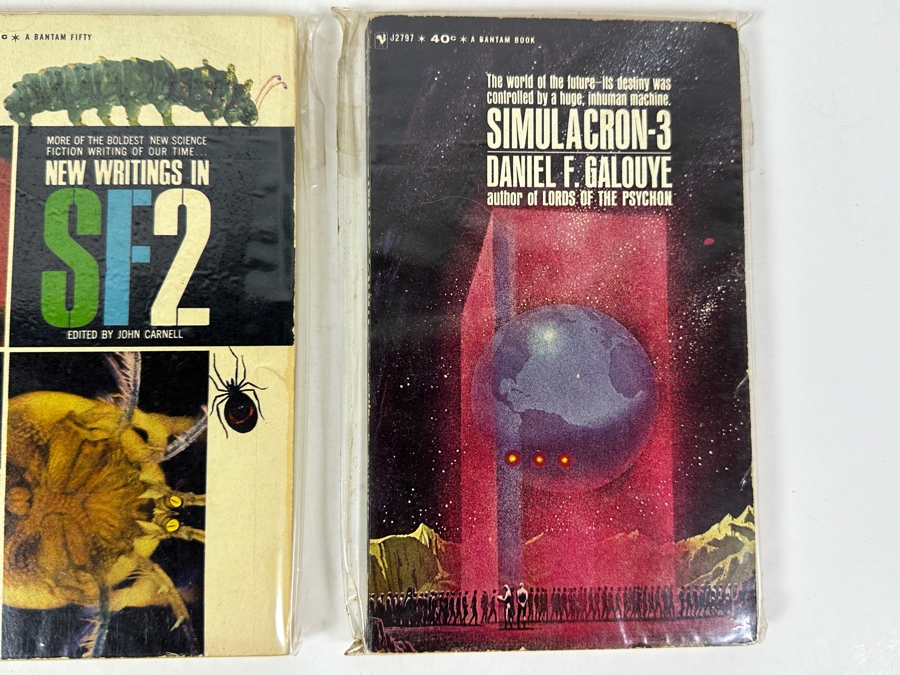 c * A BANTAM FIFTY
MORE OF THE BOLDEST NEW SCIENCE
FICTION WRITING OF OUR TIME...
NEW WRITINGS IN
SF2
EDITED BY JOHN CARNELL
J2797 * 40c * A BANTAM BOOK
The world of the future—its destiny was
controlled by a huge, inhuman machine.
SIMULACRON-3
DANIEL F. GALOUYE
author of LORDS OF THE PSYCHON